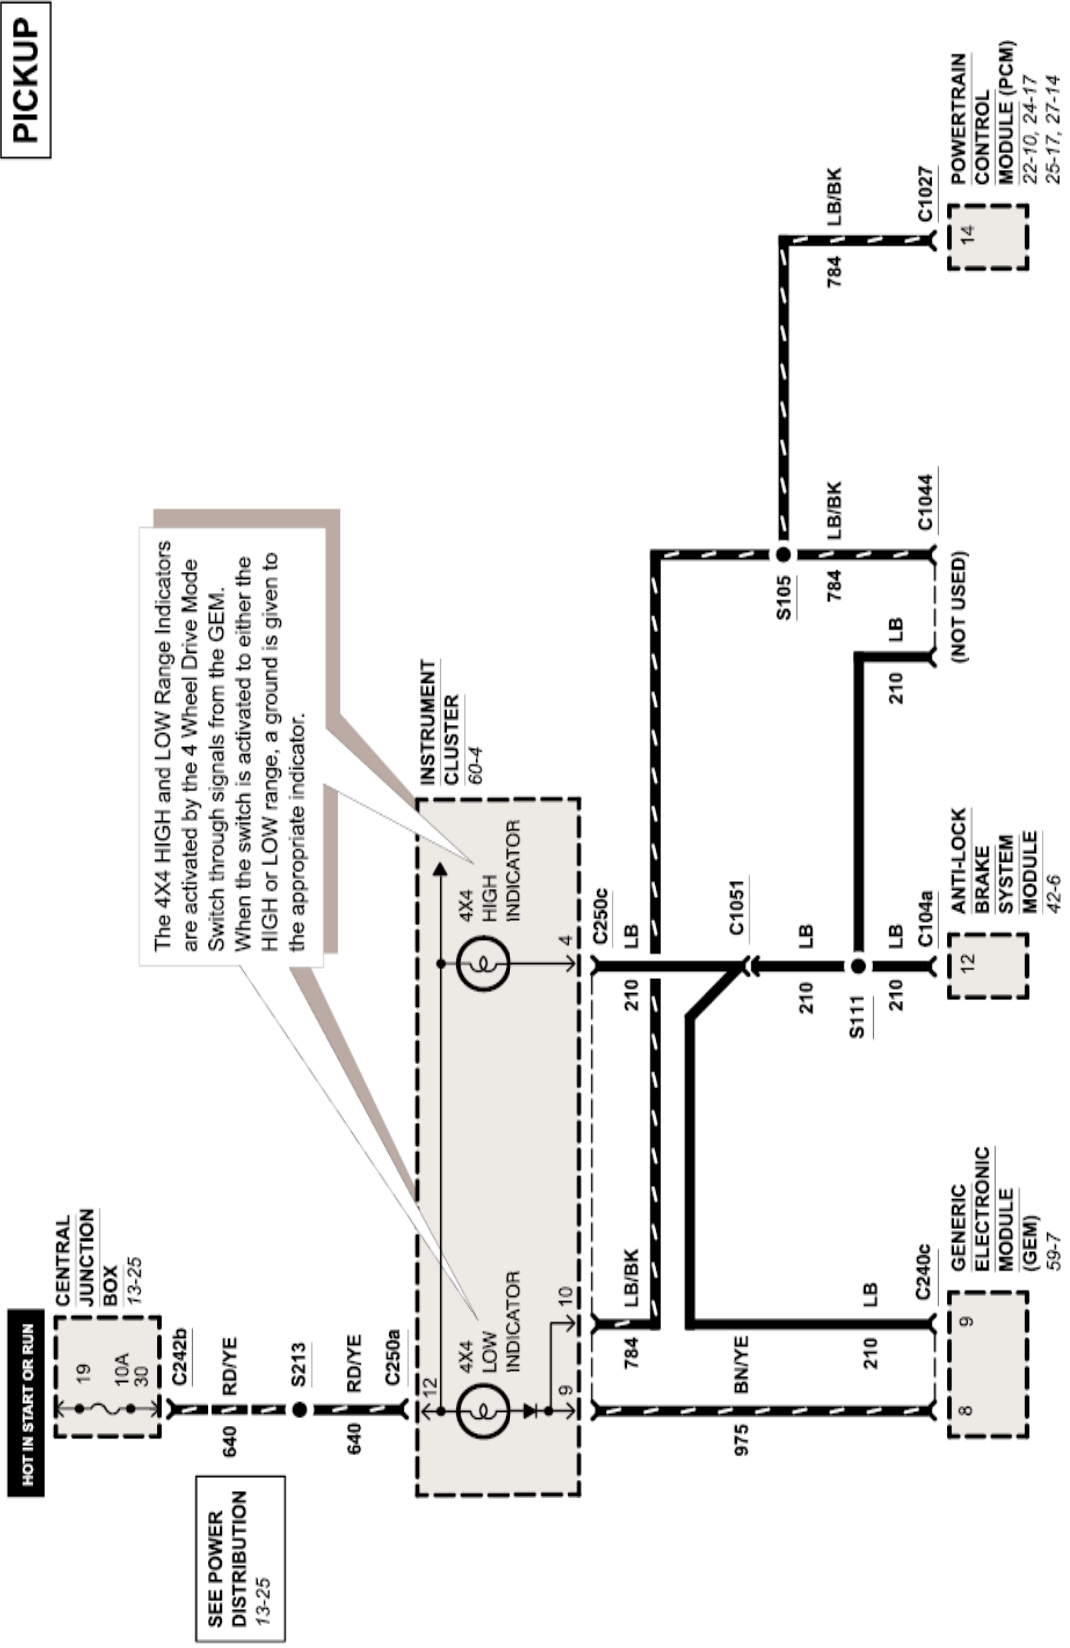 PICKUP
HOT IN START OR RUN
CENTRAL
JUNCTION
BOX
13-25
19
10A
30
C242b
640
RD/YE
S213
SEE POWER
DISTRIBUTION
13-25
640
RD/YE
C250a
The 4X4 HIGH and LOW Range Indicators
are activated by the 4 Wheel Drive Mode
Switch through signals from the GEM.
When the switch is activated to either the
HIGH or LOW range, a ground is given to
the appropriate indicator.
INSTRUMENT
CLUSTER
60-4
12
4X4
LOW
INDICATOR
4X4
HIGH
INDICATOR
9
10
4
C250c
784
LB/BK
210
LB
975
BN/YE
C1051
S105
784
LB/BK
784
LB/BK
210
LB
S111
210
LB
210
LB
210
LB
C240c
C104a
C1044
C1027
(NOT USED)
8
9
GENERIC
ELECTRONIC
MODULE
(GEM)
59-7
12
ANTI-LOCK
BRAKE
SYSTEM
MODULE
42-6
14
POWERTRAIN
CONTROL
MODULE (PCM)
22-10, 24-17
25-17, 27-14